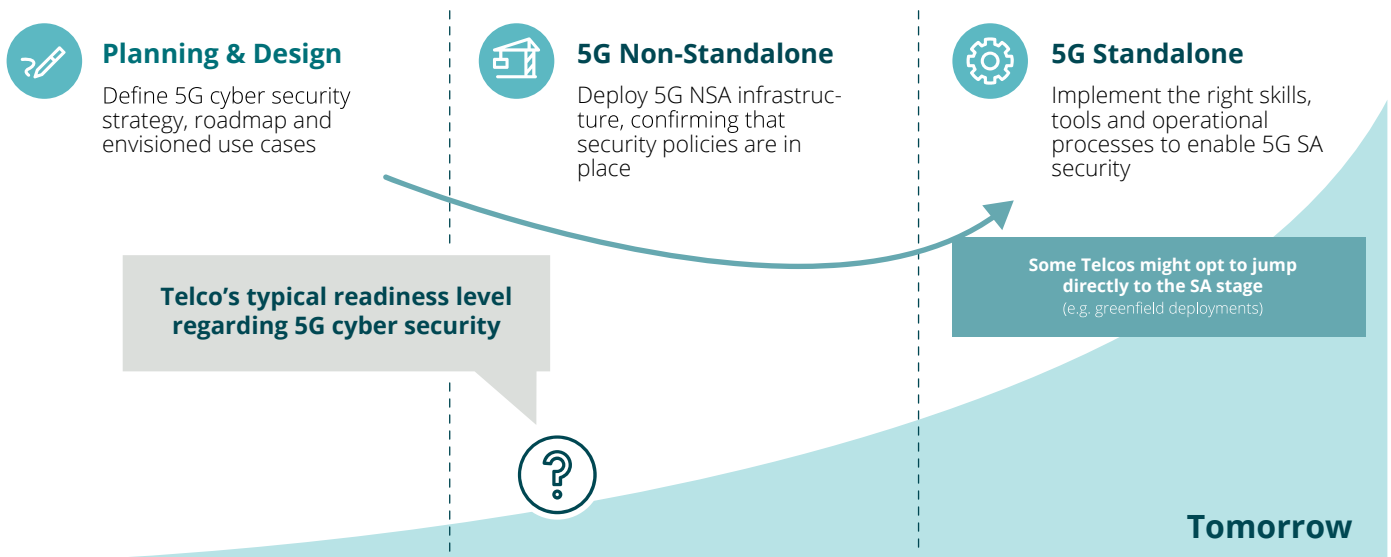 Planning & Design
Define 5G cyber security
strategy, roadmap and
envisioned use cases
5G Non-Standalone
Deploy 5G NSA infrastruc-
ture, confirming that
security policies are in
place
5G Standalone
Implement the right skills,
tools and operational
processes to enable 5G SA
security
Telco’s typical readiness level
regarding 5G cyber security
Some Telcos might opt to jump
directly to the SA stage
(e.g. greenfield deployments)
?
Tomorrow